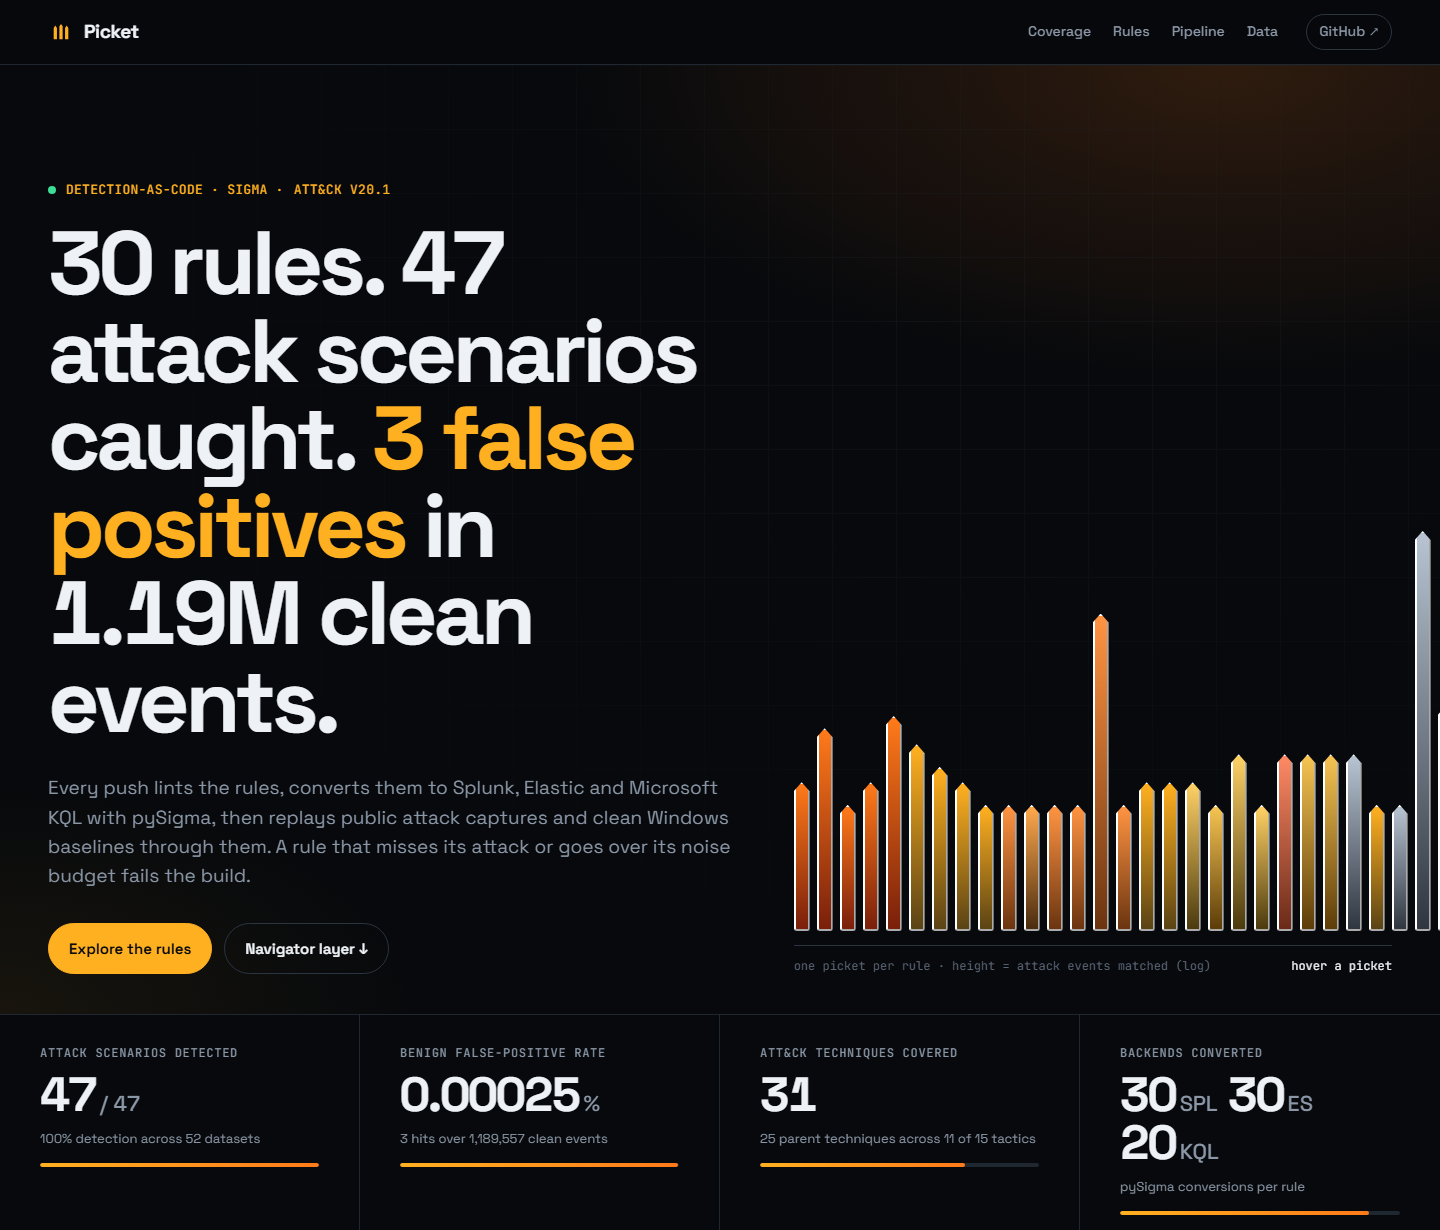 Picket
Coverage Rules Pipeline Data GitHub ↗
DETECTION-AS-CODE · SIGMA · ATT&CK V20.1
30 rules. 47
attack scenarios
caught. 3 false
positives in
1.19M clean
events.
Every push lints the rules, converts them to Splunk, Elastic and Microsoft
KQL with pySigma, then replays public attack captures and clean Windows
baselines through them. A rule that misses its attack or goes over its noise
budget fails the build.
Explore the rules
Navigator layer ↓
one picket per rule · height = attack events matched (log)
hover a picket
ATTACK SCENARIOS DETECTED
47 / 47
100% detection across 52 datasets
BENIGN FALSE-POSITIVE RATE
0.00025%
3 hits over 1,189,557 clean events
ATT&CK TECHNIQUES COVERED
31
25 parent techniques across 11 of 15 tactics
BACKENDS CONVERTED
30 SPL 30 ES
20 KQL
pySigma conversions per rule